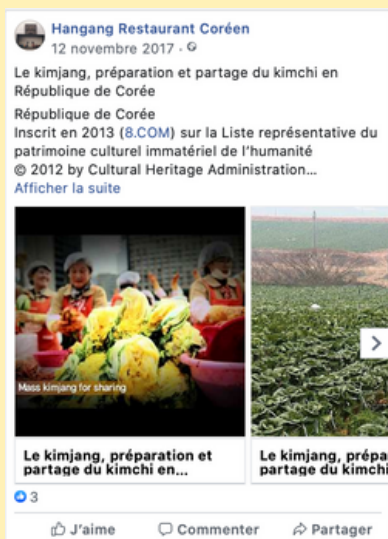 Hangang Restaurant Coréen
12 novembre 2017 ·
Le kimjang, préparation et partage du kimchi en
République de Corée
République de Corée
Inscrit en 2013 (8.COM) sur la Liste représentative du
patrimoine culturel immatériel de l'humanité
© 2012 by Cultural Heritage Administration...
Afficher la suite
Mass kimjang for sharing
Le kimjang, préparation et
partage du kimchi en...
Le kimjang, prépa
partage du kimchi
3
J'aime
Commenter
Partager